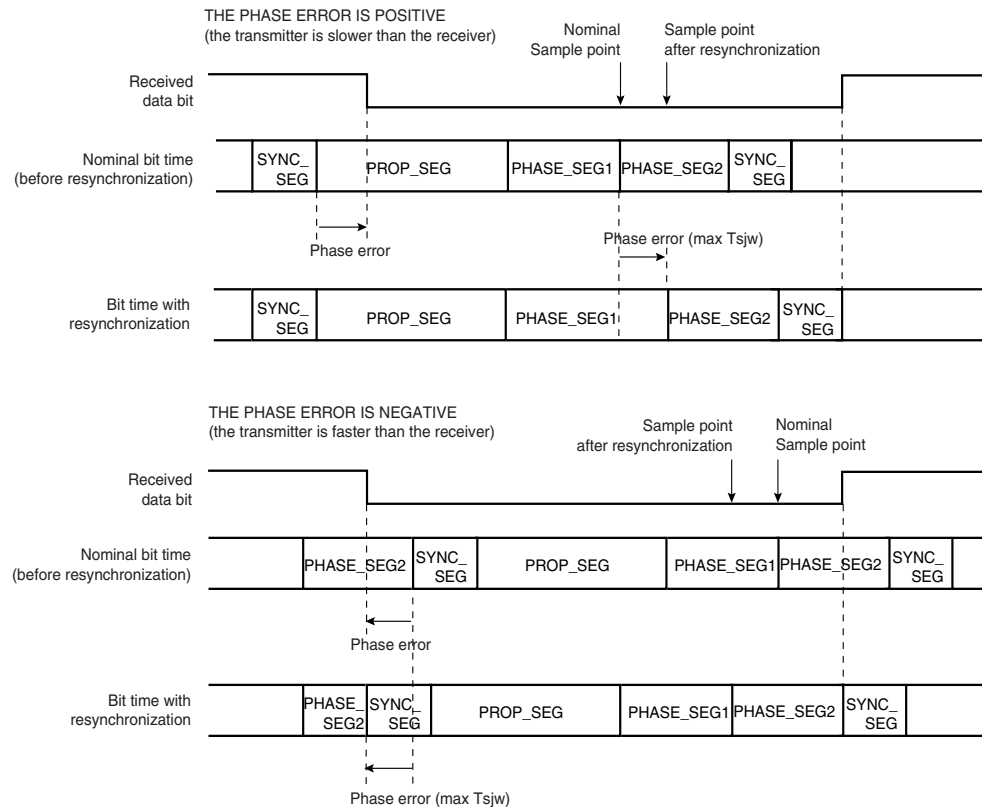 THE PHASE ERROR IS POSITIVE
(the transmitter is slower than the receiver)
Nominal
Sample point
Sample point
after resynchronization
Received
data bit
Nominal bit time
(before resynchronization)
SYNC_
SEG
PROP_SEG
PHASE_SEG1
PHASE_SEG2
SYNC_
SEG
Phase error
Phase error (max Tsjw)
Bit time with
resynchronization
SYNC_
SEG
PROP_SEG
PHASE_SEG1
PHASE_SEG2
SYNC_
SEG
THE PHASE ERROR IS NEGATIVE
(the transmitter is faster than the receiver)
Sample point
after resynchronization
Nominal
Sample point
Received
data bit
Nominal bit time
(before resynchronization)
PHASE_SEG2
SYNC_
SEG
PROP_SEG
PHASE_SEG1
PHASE_SEG2
SYNC_
SEG
Phase error
Bit time with
resynchronization
PHASE_
SEG2
SYNC_
SEG
PROP_SEG
PHASE_SEG1
PHASE_SEG2
SYNC_
SEG
Phase error (max Tsjw)